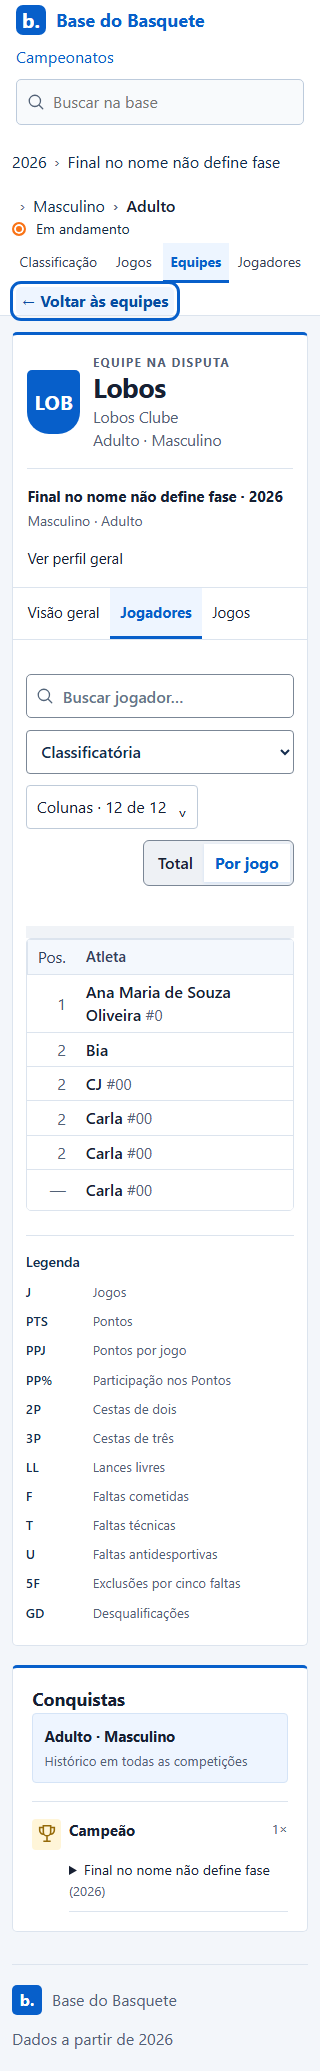 b. Base do Basquete
Campeonatos
Buscar na base
2026 › Final no nome não define fase
› Masculino › Adulto
Em andamento
Classificação Jogos Equipes Jogadores
← Voltar às equipes
EQUIPE NA DISPUTA
LOB Lobos
Lobos Clube
Adulto · Masculino
Final no nome não define fase · 2026
Masculino · Adulto
Ver perfil geral
Visão geral Jogadores Jogos
Buscar jogador...
Classificatória
Colunas · 12 de 12 v
Total Por jogo
Pos. Atleta
1 Ana Maria de Souza
Oliveira #0
2 Bia
2 CJ #00
2 Carla #00
2 Carla #00
— Carla #00
Legenda
J Jogos
PTS Pontos
PPJ Pontos por jogo
PP% Participação nos Pontos
2P Cestas de dois
3P Cestas de três
LL Lances livres
F Faltas cometidas
T Faltas técnicas
U Faltas antidesportivas
5F Exclusões por cinco faltas
GD Desqualificações
Conquistas
Adulto · Masculino
Histórico em todas as competições
Campeão 1×
▶ Final no nome não define fase
(2026)
b. Base do Basquete
Dados a partir de 2026